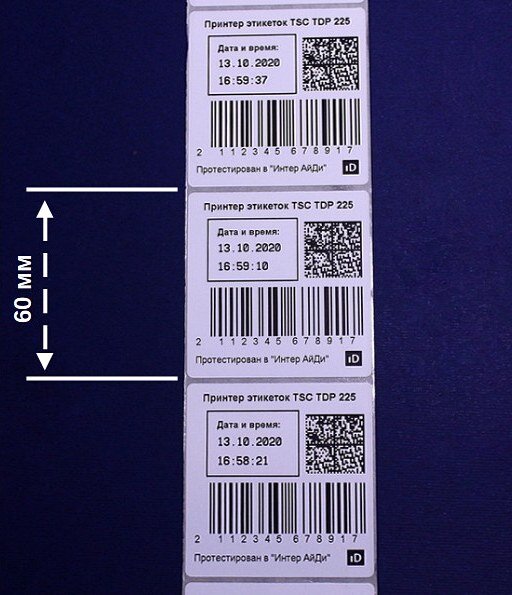 Принтер этикеток TSC TDP 225
Дата и время:
13.10.2020
16:59:37
2 112345 678917
Протестирован в "Интер АйДи"
iD
60 мм
Принтер этикеток TSC TDP 225
Дата и время:
13.10.2020
16:59:10
2 112345 678917
Протестирован в "Интер АйДи"
iD
Принтер этикеток TSC TDP 225
Дата и время:
13.10.2020
16:58:21
2 112345 678917
Протестирован в "Интер АйДи"
iD